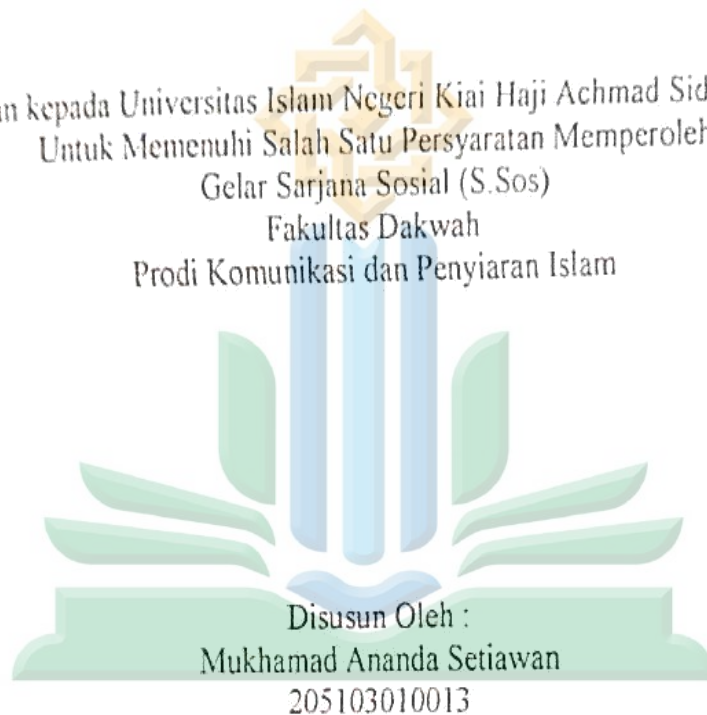 kepada Universitas Islam Negeri Kiai Haji Achmad
Untuk Memenuhi Salah Satu Persyaratan Memperoleh
Gelar Sarjana Sosial (S.Sos)
Fakultas Dakwah
Prodi Komunikasi dan Penyiaran Islam
Disusun Oleh :
Mukhamad Ananda Setiawan
205103010013